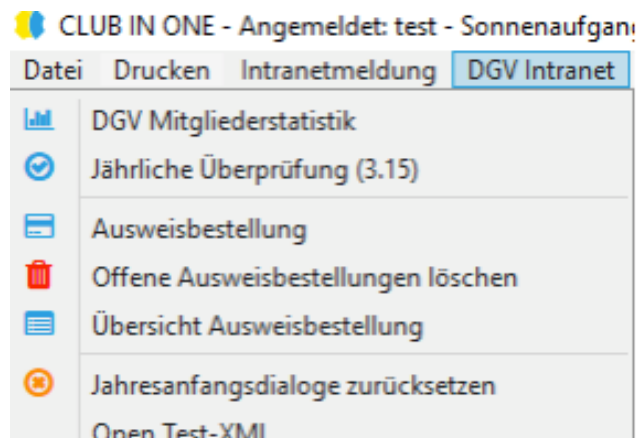 CLUB IN ONE - Angemeldet: test - Sonnenaufgang
Datei Drucken Intranetmeldung DGV Intranet
DGV Mitgliederstatistik
Jährliche Überprüfung (3.15)
Ausweisbestellung
Offene Ausweisbestellungen löschen
Übersicht Ausweisbestellung
Jahresanfangsdialoge zurücksetzen
Open Test-XML